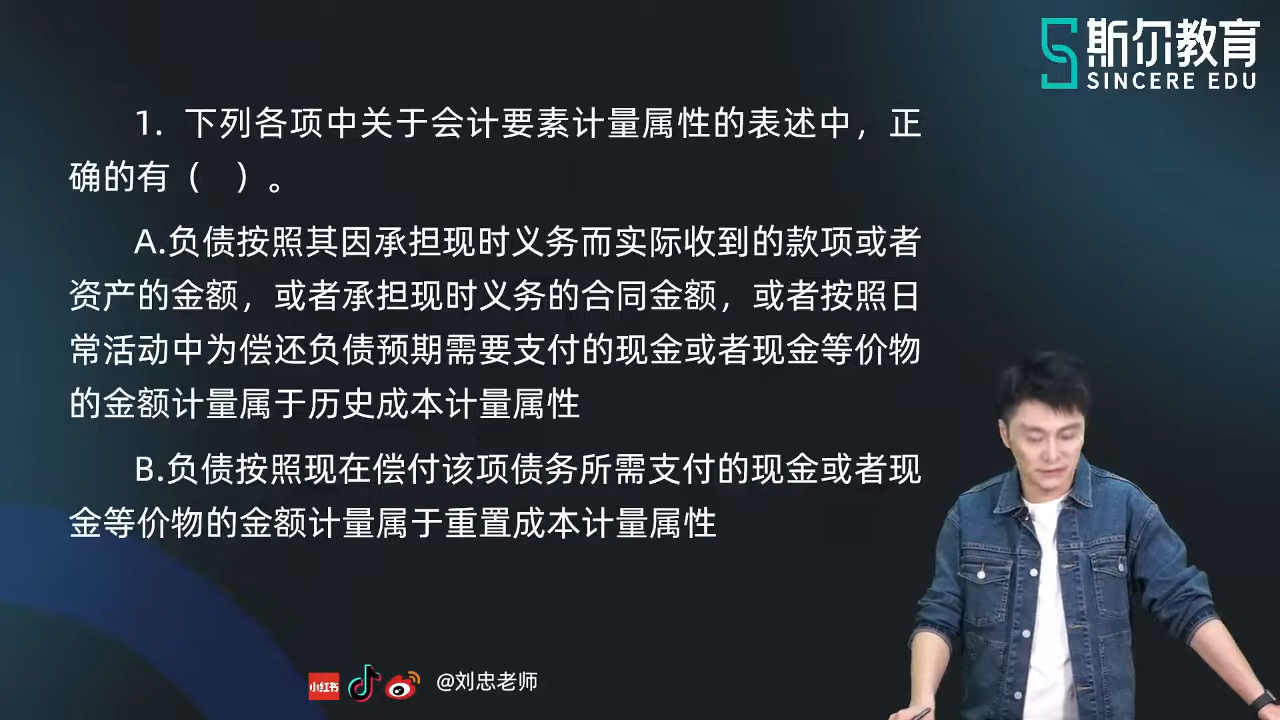 斯尔教育
SINCERE EDU
1. 下列各项中关于会计要素计量属性的表述中，正
确的有（ ）。
A.负债按照其因承担现时义务而实际收到的款项或者
资产的金额，或者承担现时义务的合同金额，或者按照日
常活动中为偿还负债预期需要支付的现金或者现金等价物
的金额计量属于历史成本计量属性
B.负债按照现在偿付该项债务所需支付的现金或者现
金等价物的金额计量属于重置成本计量属性
小红书
@刘忠老师